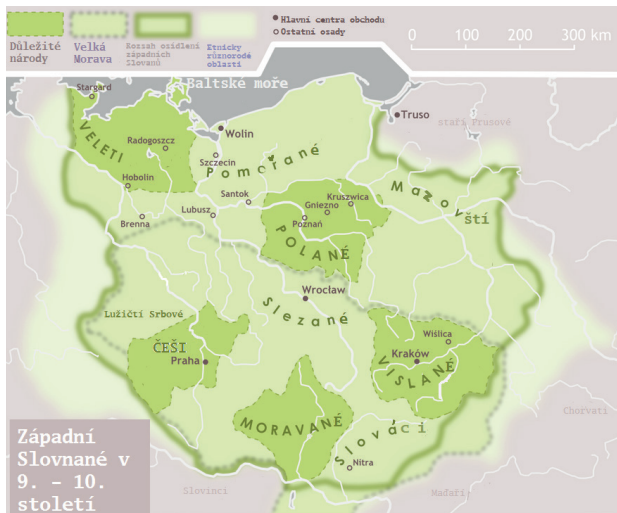 Hlavní centra obchodu
Ostatní osady
Důležité
národy
Velká
Morava
Rozsah osídlení
západních
Slovanů
Etnicky
různorodé
oblasti
0 100 200 300 km
Baltské moře
Stargard
VELETI
Radogoszcz
Wolin
Truso
staří Prusové
Szczecin
Pomořané
Hobolin
Santok
Kruszwica
Mazovští
Gniezno
Brenna
Lubusz
Poznań
POLANÉ
Wrocław
Slezané
Lužičtí Srbové
ČEŠI
Praha
Wiślica
Kraków
VISLANÉ
MORAVANÉ
Slováci
Nitra
Chorvati
Západní
Slovnané v
9. – 10.
století
Slovinci
Maďaři